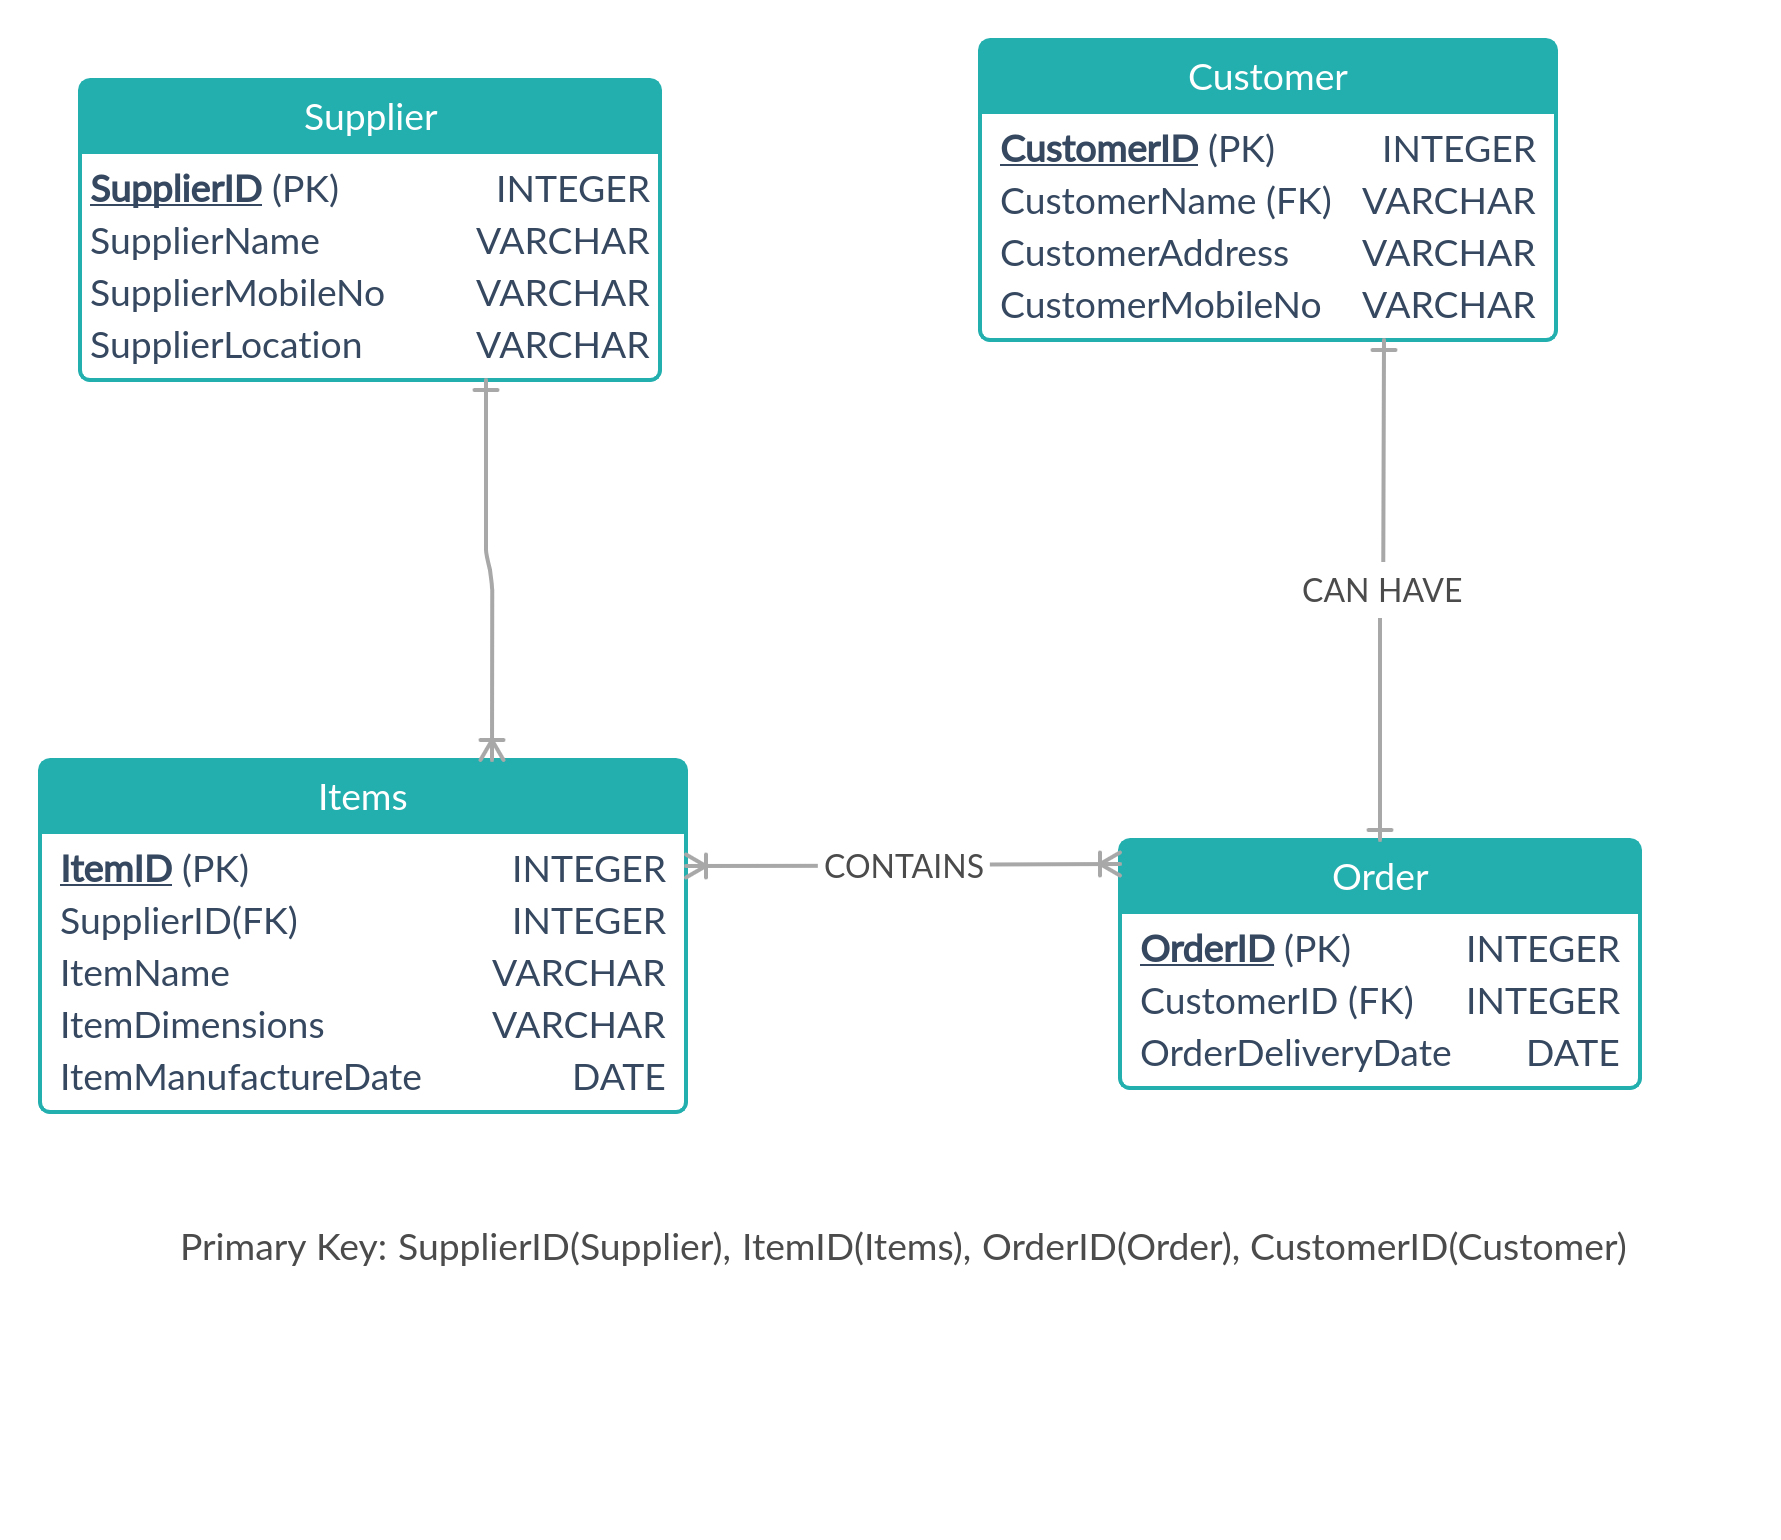 Supplier
SupplierID (PK) INTEGER
SupplierName VARCHAR
SupplierMobileNo VARCHAR
SupplierLocation VARCHAR
Customer
CustomerID (PK) INTEGER
CustomerName (FK) VARCHAR
CustomerAddress VARCHAR
CustomerMobileNo VARCHAR
CAN HAVE
Items
ItemID (PK) INTEGER
SupplierID(FK) INTEGER
ItemName VARCHAR
ItemDimensions VARCHAR
ItemManufactureDate DATE
CONTAINS
Order
OrderID (PK) INTEGER
CustomerID (FK) INTEGER
OrderDeliveryDate DATE
Primary Key: SupplierID(Supplier), ItemID(Items), OrderID(Order), CustomerID(Customer)